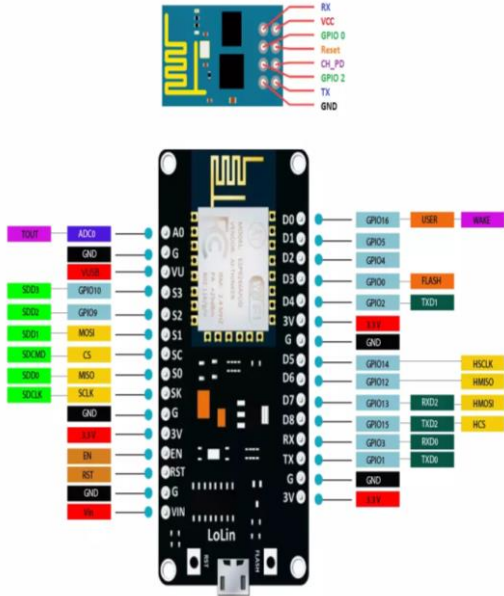 RX
VCC
GPIO 0
Reset
CH_PD
GPIO 2
TX
GND
TOUT ADC0 A0
GND G
VUSB VU
SDD3 GPIO10 S3
SDD2 GPIO9 S2
SDD1 MOSI S1
SDCMD CS SC
SDD0 MISO S0
SDCLK SCLK SK
GND G
3.3 V 3V
EN EN
RST RST
GND G
Vin VIN
D0 GPIO16 USER WAKE
D1 GPIO5
D2 GPIO4
D3 GPIO0 FLASH
D4 GPIO2 TXD1
3V 3.3 V
G GND
D5 GPIO14 HSCLK
D6 GPIO12 HMISO
D7 GPIO13 RXD2 HMOSI
D8 GPIO15 TXD2 HCS
RX GPIO3 RXD0
TX GPIO1 TXD0
G GND
3V 3.3 V
LoLin
RST FLASH